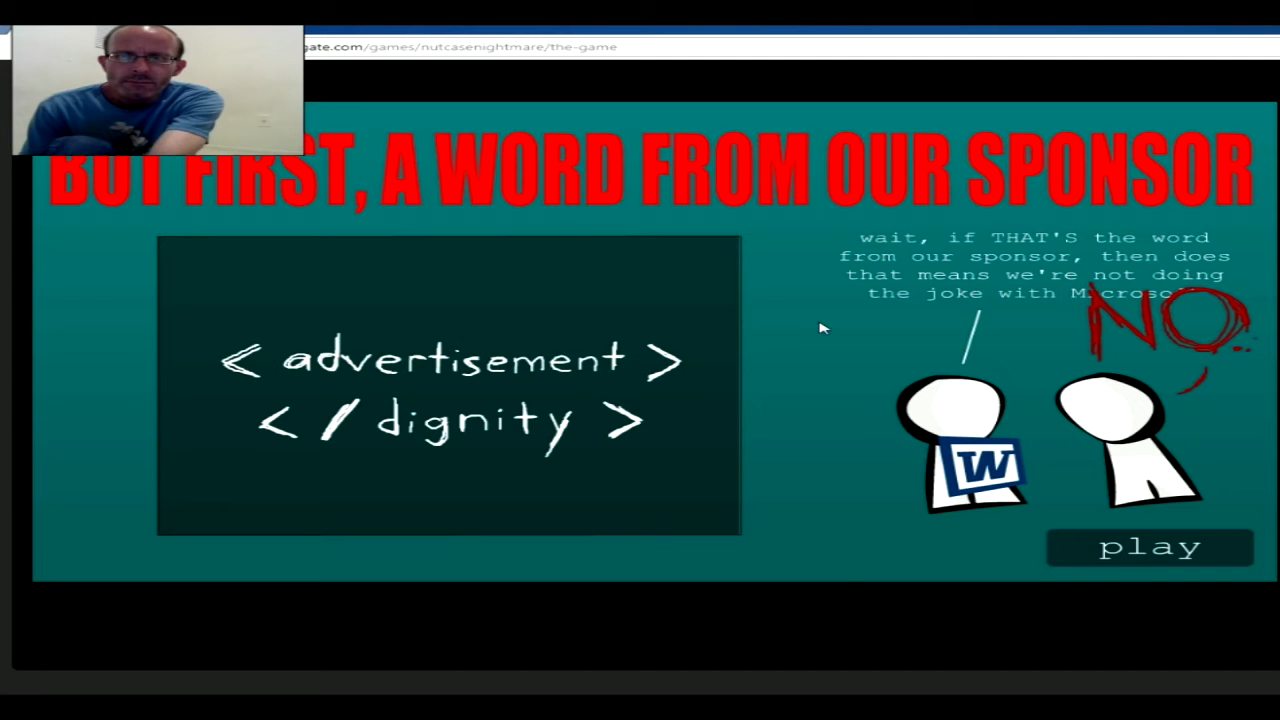 gate.com/games/nutcasenightmare/the-game
BUT FIRST, A WORD FROM OUR SPONSOR
wait, if THAT'S the word
from our sponsor, then does
that means we're not doing
the joke with Microsof
NO.
< advertisement >
</dignity >
W
play